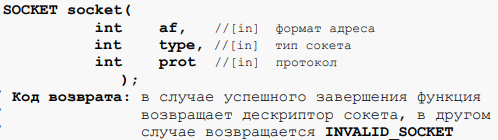 SOCKET socket(
int af, //[in] формат адреса
int type, //[in] тип сокета
int prot //[in] протокол
);
Код возврата: в случае успешного завершения функция
возвращает дескриптор сокета, в другом
случае возвращается INVALID_SOCKET